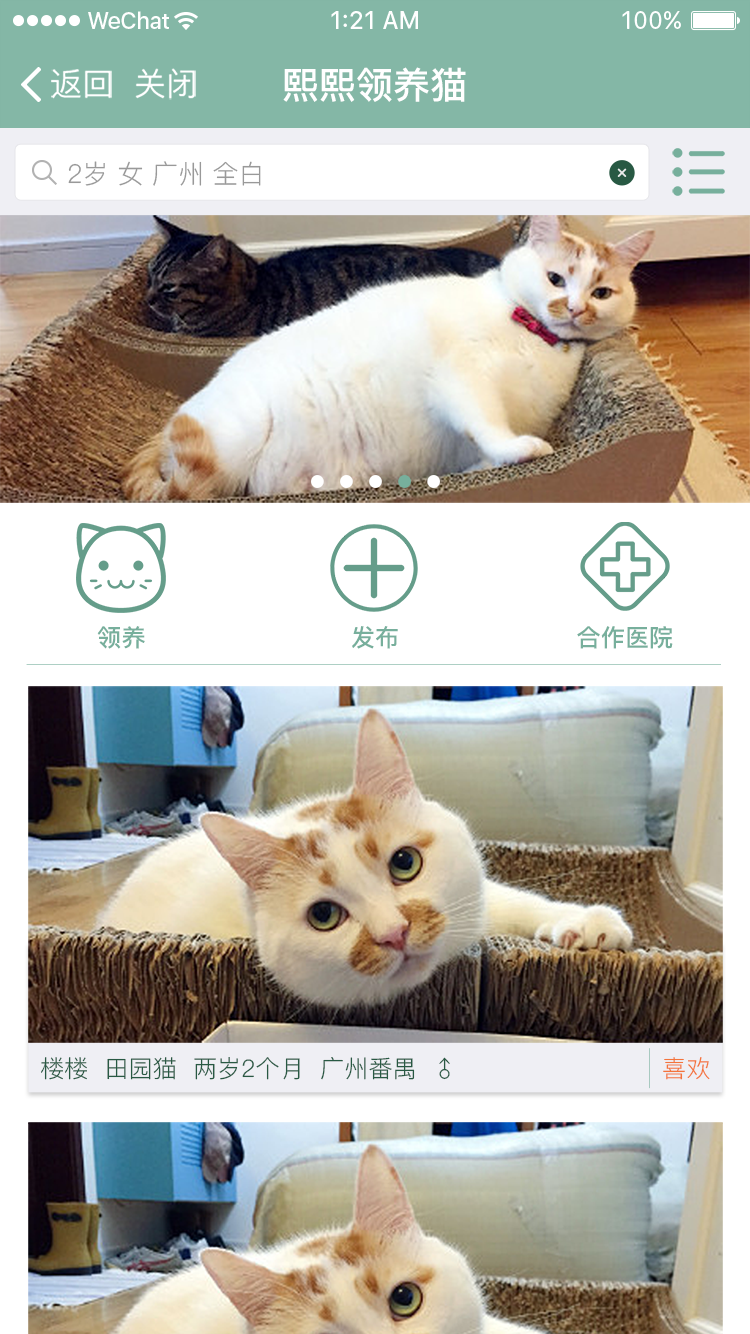 WeChat 1:21 AM 100%
返回 关闭 熙熙领养猫
2岁 女 广州 全白
领养 发布 合作医院
楼楼 田园猫 两岁2个月 广州番禺 ♂ 喜欢